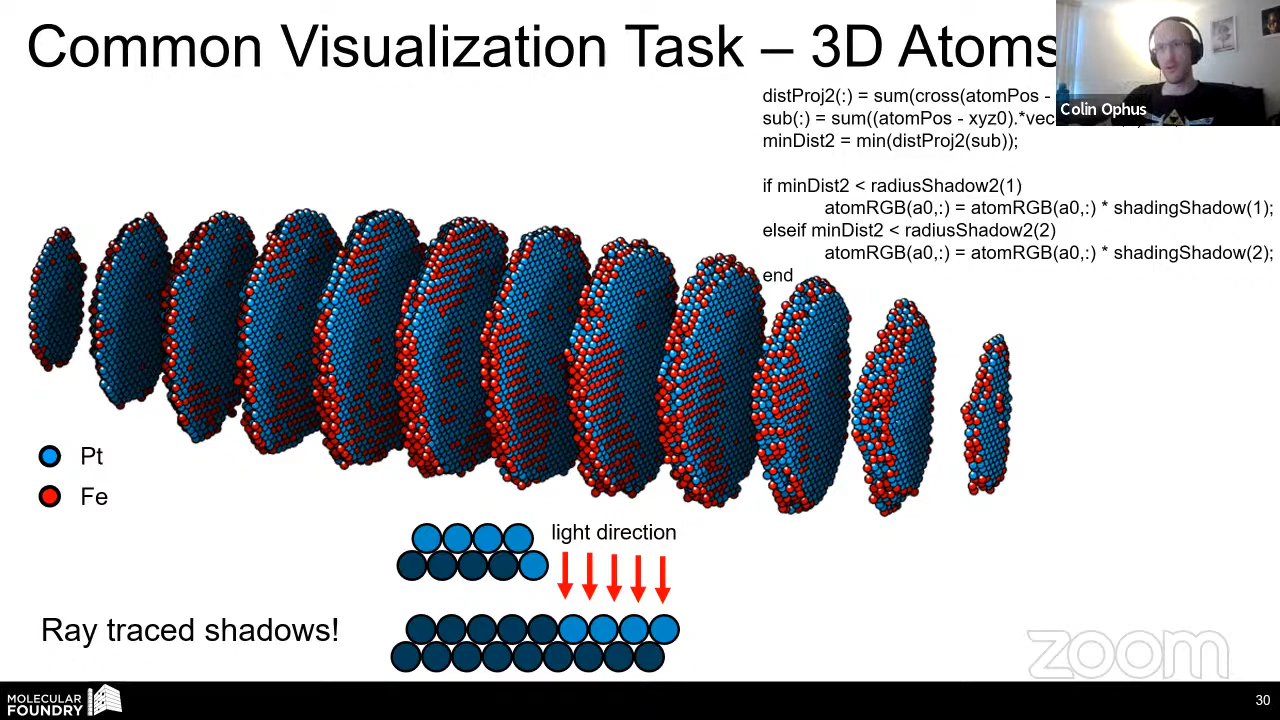 Common Visualization Task – 3D Atoms
distProj2(:) = sum(cross(atomPos -
sub(:) = sum((atomPos - xyz0).*vec
minDist2 = min(distProj2(sub));
if minDist2 < radiusShadow2(1)
atomRGB(a0,:) = atomRGB(a0,:) * shadingShadow(1);
elseif minDist2 < radiusShadow2(2)
atomRGB(a0,:) = atomRGB(a0,:) * shadingShadow(2);
end
Colin Ophus
Pt
Fe
light direction
Ray traced shadows!
zoom
MOLECULAR
FOUNDRY
30